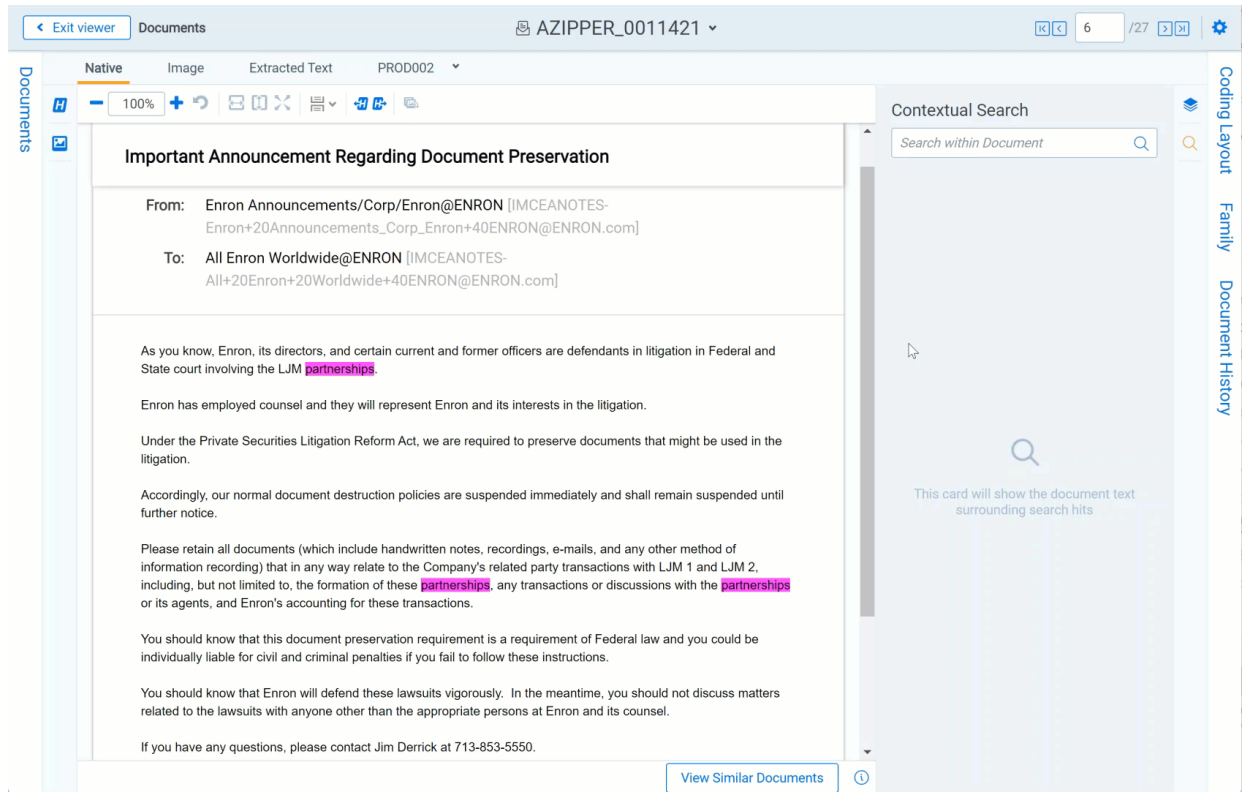 Exit viewer
Documents
AZIPPER_0011421
6 /27
Documents
Native Image Extracted Text PROD002
100%
Important Announcement Regarding Document Preservation
From: Enron Announcements/Corp/Enron@ENRON [IMCEANOTES-
Enron+20Announcements_Corp_Enron+40ENRON@ENRON.com]
To: All Enron Worldwide@ENRON [IMCEANOTES-
All+20Enron+20Worldwide+40ENRON@ENRON.com]
As you know, Enron, its directors, and certain current and former officers are defendants in litigation in Federal and
State court involving the LJM partnerships.
Enron has employed counsel and they will represent Enron and its interests in the litigation.
Under the Private Securities Litigation Reform Act, we are required to preserve documents that might be used in the
litigation.
Accordingly, our normal document destruction policies are suspended immediately and shall remain suspended until
further notice.
Please retain all documents (which include handwritten notes, recordings, e-mails, and any other method of
information recording) that in any way relate to the Company's related party transactions with LJM 1 and LJM 2,
including, but not limited to, the formation of these partnerships, any transactions or discussions with the partnerships
or its agents, and Enron's accounting for these transactions.
You should know that this document preservation requirement is a requirement of Federal law and you could be
individually liable for civil and criminal penalties if you fail to follow these instructions.
You should know that Enron will defend these lawsuits vigorously.  In the meantime, you should not discuss matters
related to the lawsuits with anyone other than the appropriate persons at Enron and its counsel.
If you have any questions, please contact Jim Derrick at 713-853-5550.
View Similar Documents
Contextual Search
Search within Document
This card will show the document text
surrounding search hits
Coding Layout
Family
Document History